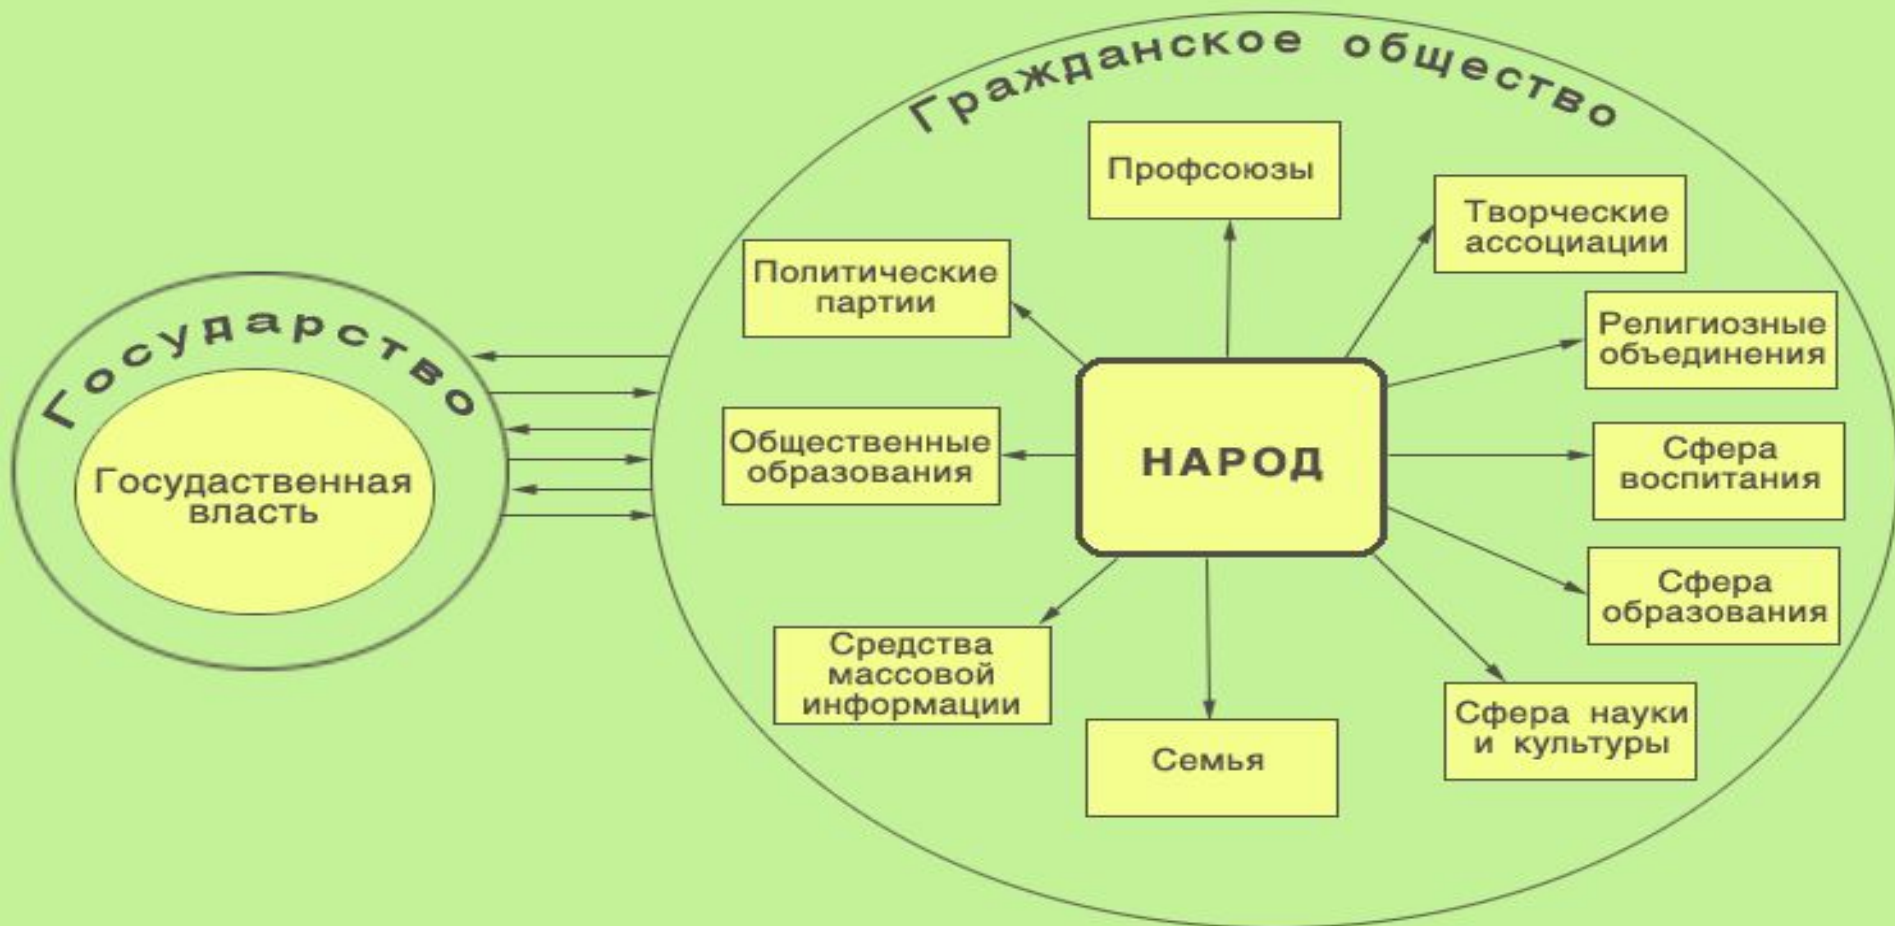 Гражданское общество
Профсоюзы
Творческие
ассоциации
Политические
партии
Религиозные
объединения
Государство
Общественные
образования
НАРОД
Сфера
воспитания
Госудаственная
власть
Сфера
образования
Средства
массовой
информации
Семья
Сфера науки
и культуры